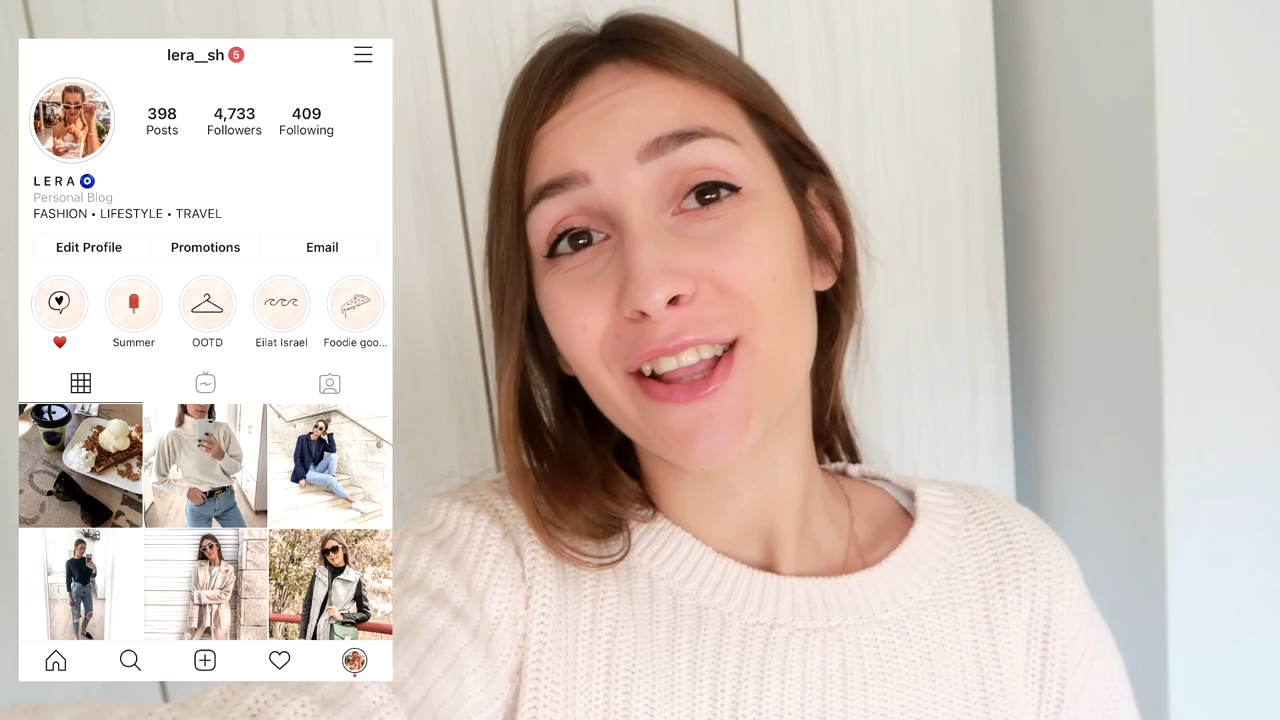 lera__sh 5
398 4,733 409
Posts Followers Following
L E R A
Personal Blog
FASHION • LIFESTYLE • TRAVEL
Edit Profile Promotions Email
Summer OOTD Eilat Israel Foodie goo...